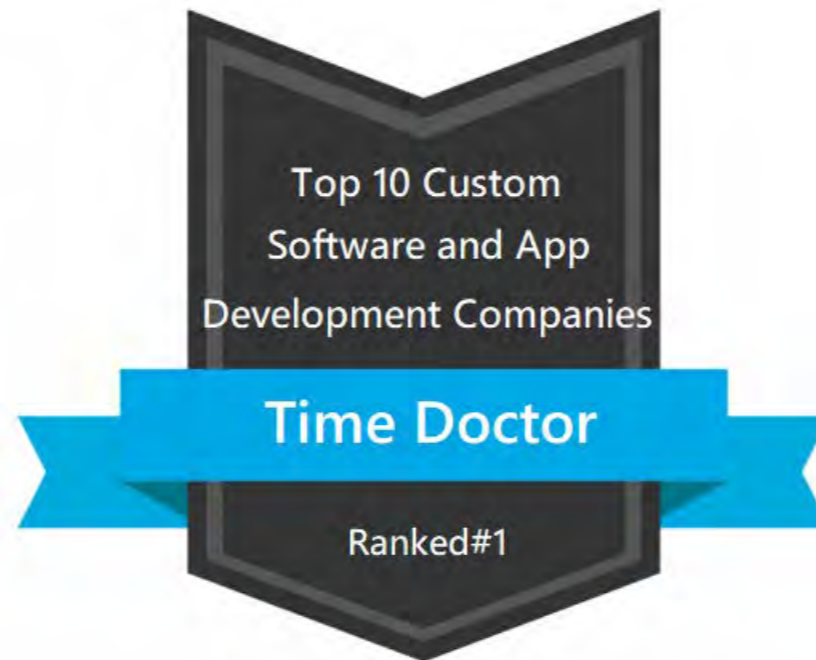 Top 10 Custom
Software and App
Development Companies
Time Doctor
Ranked#1